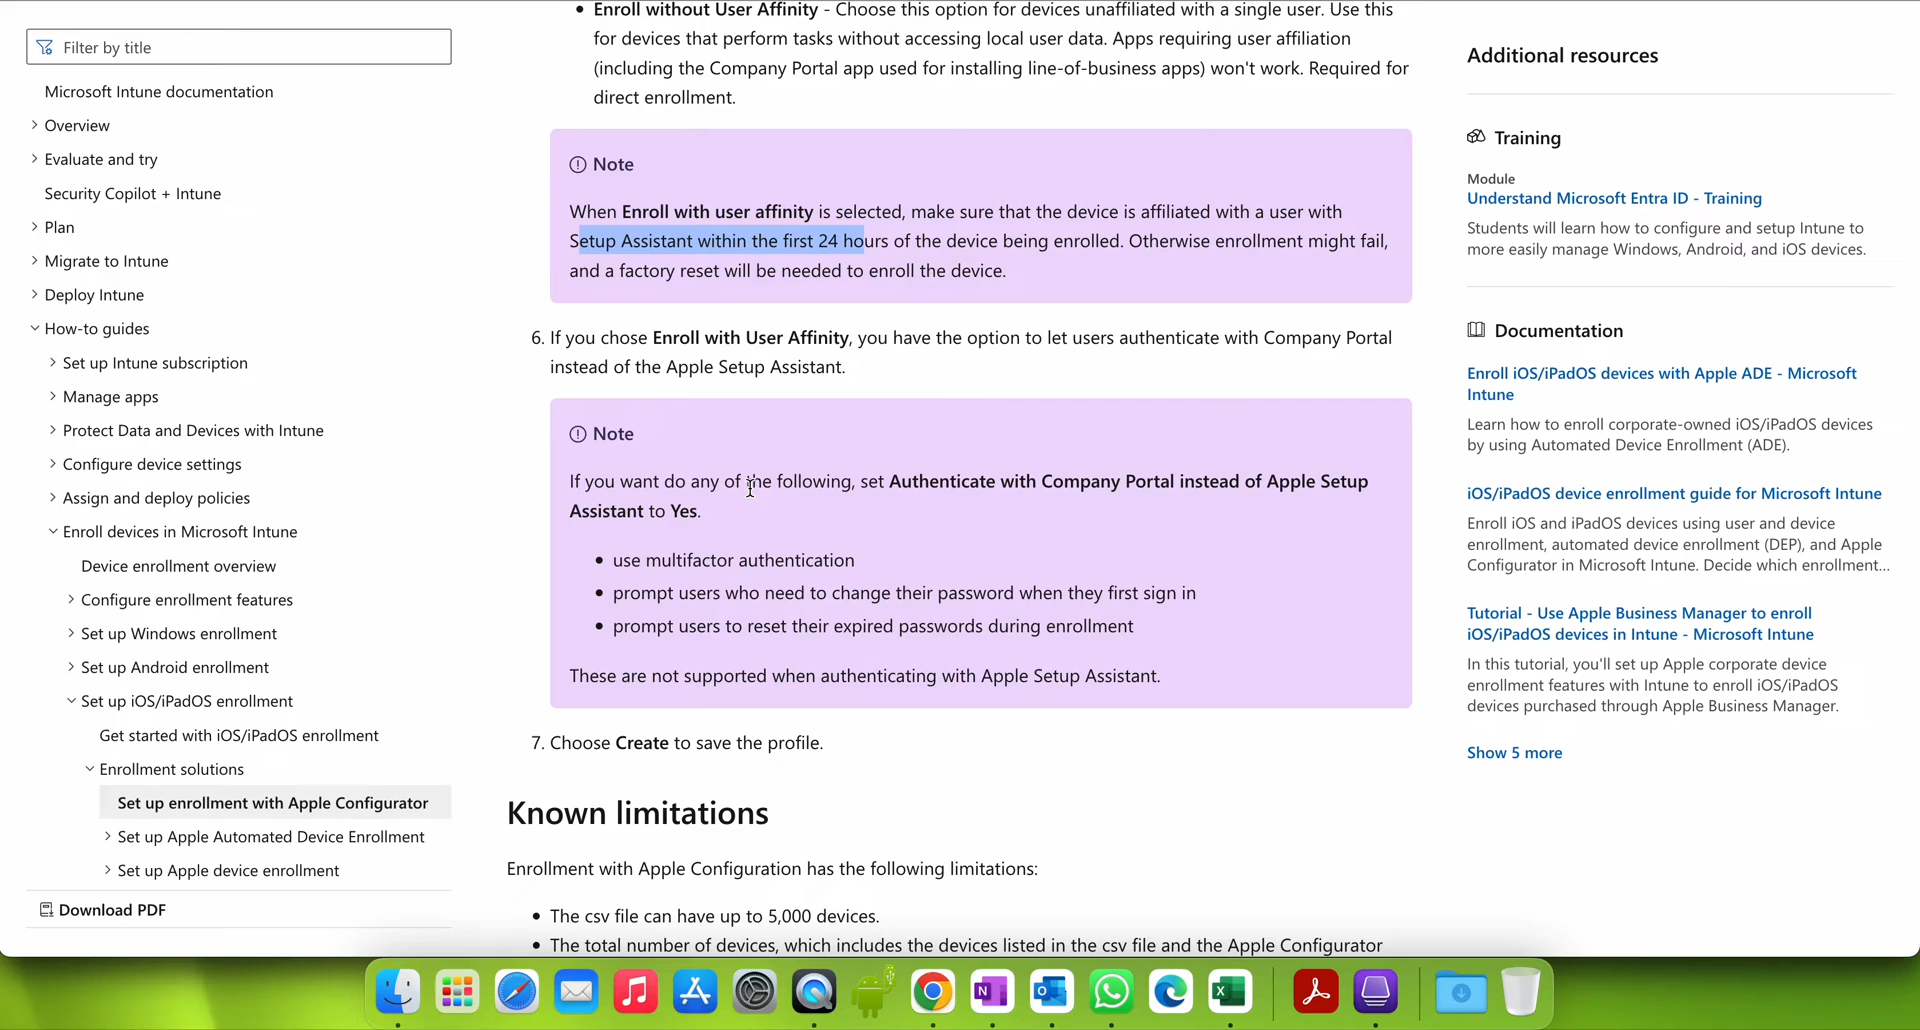 Filter by title
Microsoft Intune documentation
Overview
Evaluate and try
Security Copilot + Intune
Plan
Migrate to Intune
Deploy Intune
How-to guides
Set up Intune subscription
Manage apps
Protect Data and Devices with Intune
Configure device settings
Assign and deploy policies
Enroll devices in Microsoft Intune
Device enrollment overview
Configure enrollment features
Set up Windows enrollment
Set up Android enrollment
Set up iOS/iPadOS enrollment
Get started with iOS/iPadOS enrollment
Enrollment solutions
Set up enrollment with Apple Configurator
Set up Apple Automated Device Enrollment
Set up Apple device enrollment
Download PDF
• Enroll without User Affinity - Choose this option for devices unaffiliated with a single user. Use this
for devices that perform tasks without accessing local user data. Apps requiring user affiliation
(including the Company Portal app used for installing line-of-business apps) won't work. Required for
direct enrollment.
Note
When Enroll with user affinity is selected, make sure that the device is affiliated with a user with
Setup Assistant within the first 24 hours of the device being enrolled. Otherwise enrollment might fail,
and a factory reset will be needed to enroll the device.
6. If you chose Enroll with User Affinity, you have the option to let users authenticate with Company Portal
instead of the Apple Setup Assistant.
Note
If you want do any of the following, set Authenticate with Company Portal instead of Apple Setup
Assistant to Yes.
• use multifactor authentication
• prompt users who need to change their password when they first sign in
• prompt users to reset their expired passwords during enrollment
These are not supported when authenticating with Apple Setup Assistant.
7. Choose Create to save the profile.
Known limitations
Enrollment with Apple Configuration has the following limitations:
• The csv file can have up to 5,000 devices.
• The total number of devices, which includes the devices listed in the csv file and the Apple Configurator
Additional resources
Training
Module
Understand Microsoft Entra ID - Training
Students will learn how to configure and setup Intune to
more easily manage Windows, Android, and iOS devices.
Documentation
Enroll iOS/iPadOS devices with Apple ADE - Microsoft
Intune
Learn how to enroll corporate-owned iOS/iPadOS devices
by using Automated Device Enrollment (ADE).
iOS/iPadOS device enrollment guide for Microsoft Intune
Enroll iOS and iPadOS devices using user and device
enrollment, automated device enrollment (DEP), and Apple
Configurator in Microsoft Intune. Decide which enrollment...
Tutorial - Use Apple Business Manager to enroll
iOS/iPadOS devices in Intune - Microsoft Intune
In this tutorial, you'll set up Apple corporate device
enrollment features with Intune to enroll iOS/iPadOS
devices purchased through Apple Business Manager.
Show 5 more